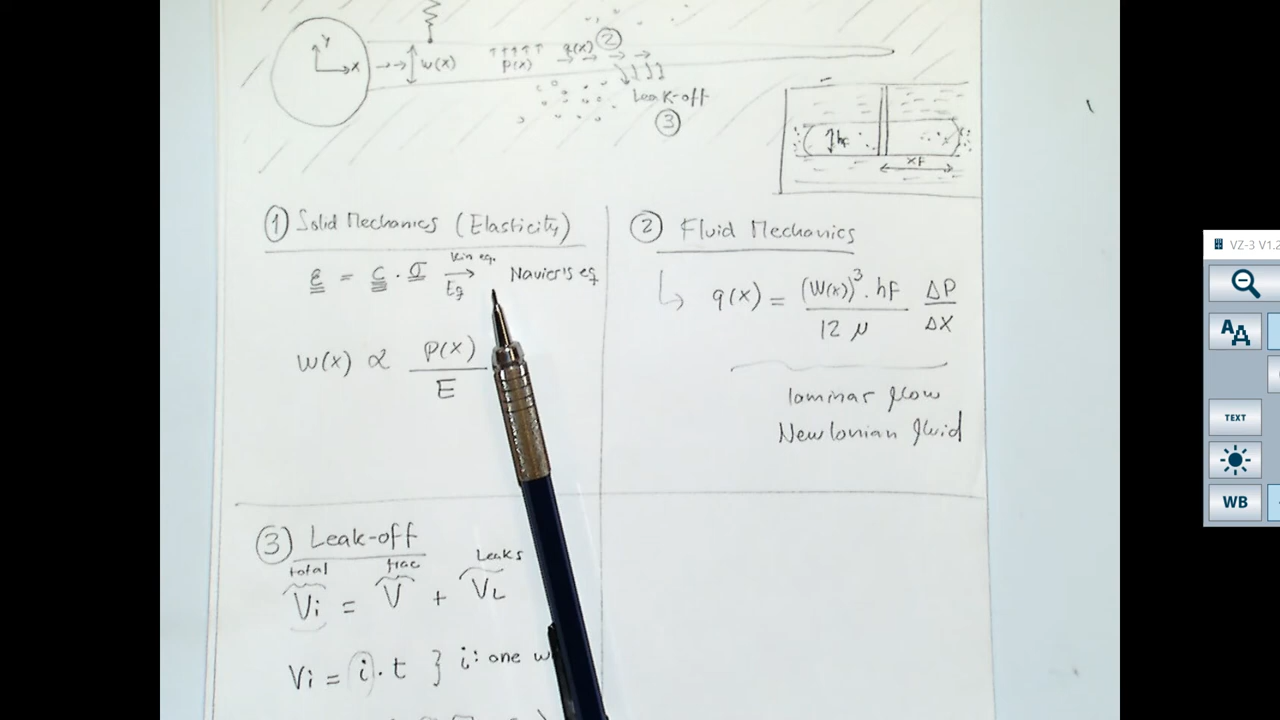 y
x
w(x)
P(x)
q(x)
2
Leak-off
3
hf
xF
1 Solid Mechanics (Elasticity)
ε = C · σ Kin eq. Eq Navier's eq
W(x) ∝ P(x) / E
2 Fluid Mechanics
q(x) = (W(x))³ · hF / 12 μ ΔP / ΔX
laminar flow
Newtonian fluid
3 Leak-off
total frac Leaks
Vi = V + VL
Vi = i · t } i: one w
VZ-3 V1.2
AA
TEXT
WB